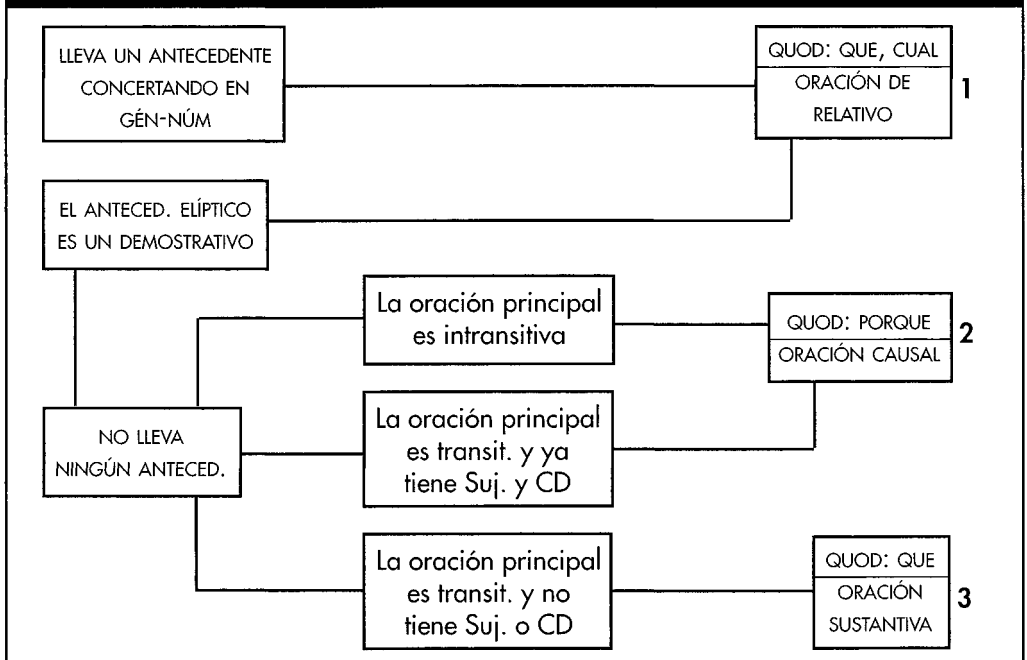 LLEVA UN ANTECEDENTE
CONCERTANDO EN
GÉN-NÚM
QUOD: QUE, CUAL
ORACIÓN DE
RELATIVO
1
EL ANTECED. ELÍPTICO
ES UN DEMOSTRATIVO
La oración principal
es intransitiva
QUOD: PORQUE
ORACIÓN CAUSAL
2
NO LLEVA
NINGÚN ANTECED.
La oración principal
es transit. y ya
tiene Suj. y CD
La oración principal
es transit. y no
tiene Suj. o CD
QUOD: QUE
ORACIÓN
SUSTANTIVA
3